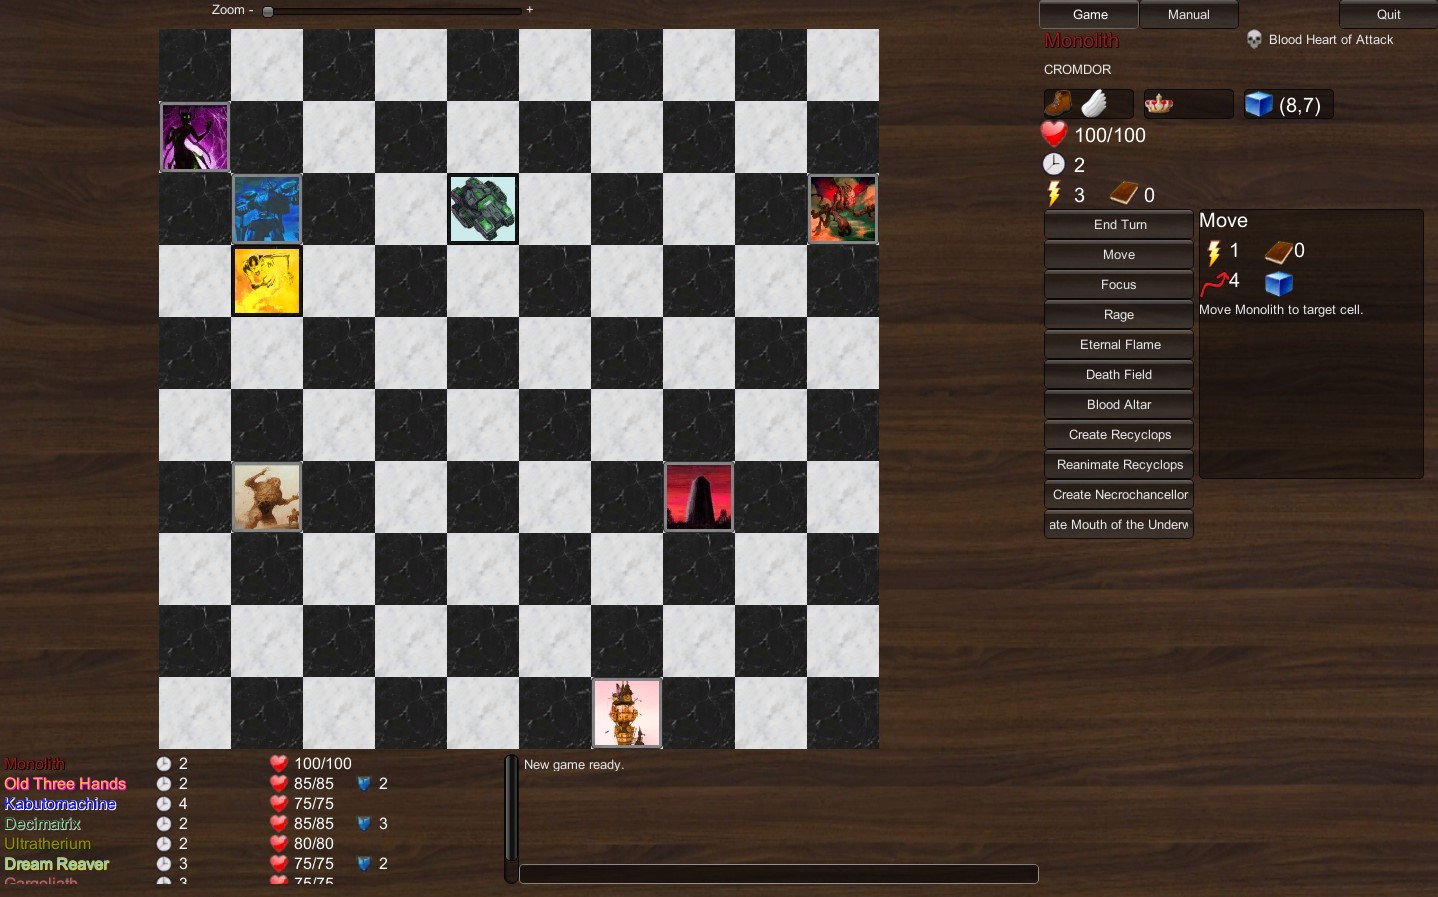 Zoom - +
Game Manual Quit
Monolith Blood Heart of Attack
CROMDOR
(8,7)
100/100
2
3 0
End Turn
Move
Focus
Rage
Eternal Flame
Death Field
Blood Altar
Create Recyclops
Reanimate Recyclops
Create Necrochancellor
ate Mouth of the Underw
Move
1 0
4
Move Monolith to target cell.
Monolith 2 100/100
Old Three Hands 2 85/85 2
Kabutomachine 4 75/75
Decimatrix 2 85/85 3
Ultratherium 2 80/80
Dream Reaver 3 75/75 2
Gargoliath 3 75/75
New game ready.